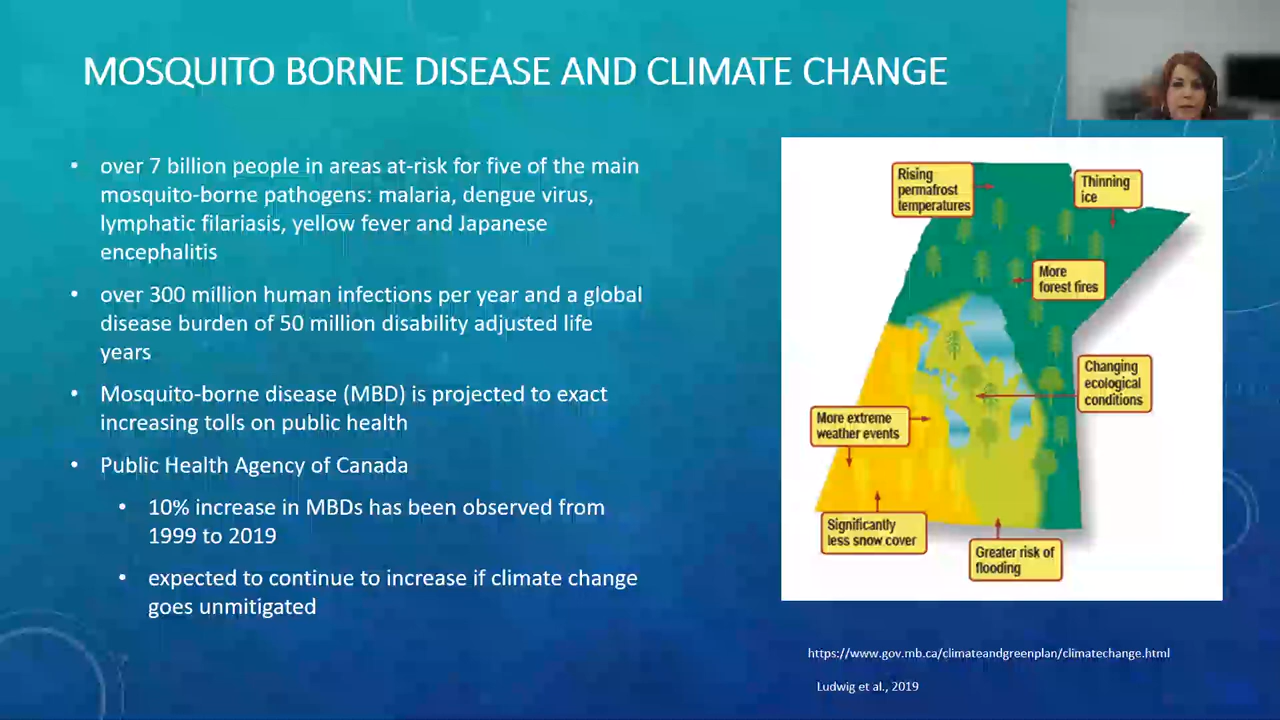 MOSQUITO BORNE DISEASE AND CLIMATE CHANGE
• over 7 billion people in areas at-risk for five of the main
mosquito-borne pathogens: malaria, dengue virus,
lymphatic filariasis, yellow fever and Japanese
encephalitis
• over 300 million human infections per year and a global
disease burden of 50 million disability adjusted life
years
• Mosquito-borne disease (MBD) is projected to exact
increasing tolls on public health
• Public Health Agency of Canada
• 10% increase in MBDs has been observed from
1999 to 2019
• expected to continue to increase if climate change
goes unmitigated
Rising
permafrost
temperatures
Thinning
ice
More
forest fires
Changing
ecological
conditions
More extreme
weather events
Significantly
less snow cover
Greater risk of
flooding
https://www.gov.mb.ca/climateandgreenplan/climatechange.html
Ludwig et al., 2019